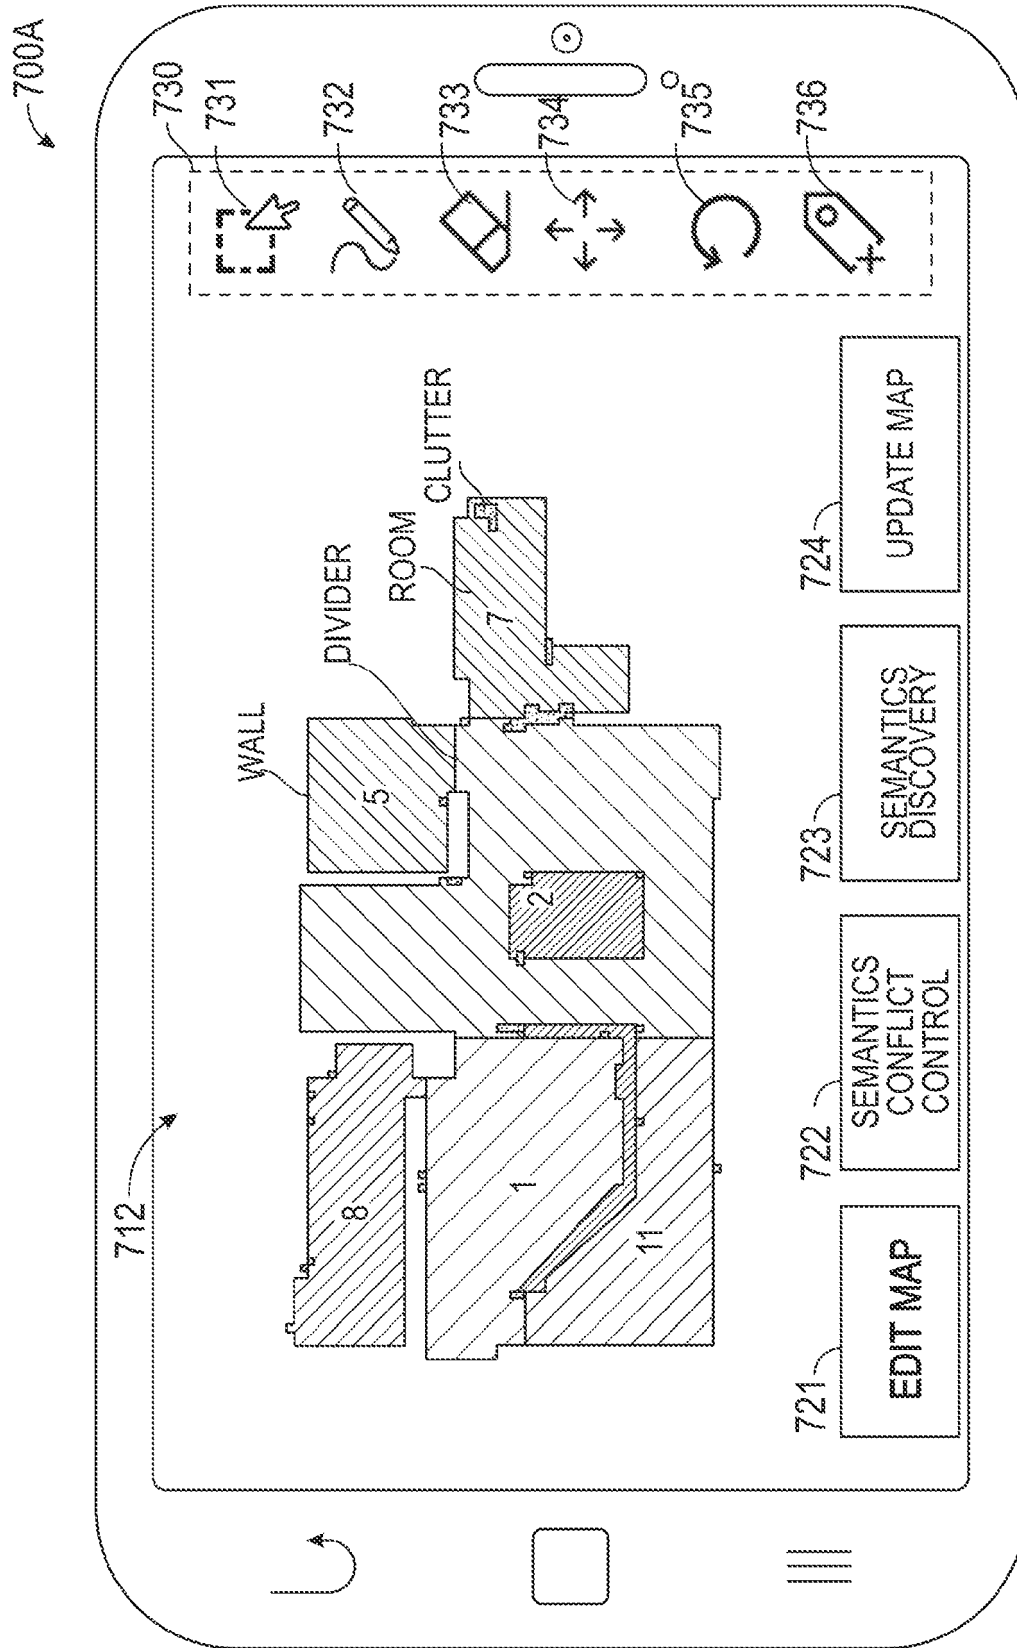 700A
712
730
731
732
733
734
735
736
WALL
DIVIDER
ROOM
CLUTTER
8
5
7
1
2
11
721
EDIT MAP
722
SEMANTICS
CONFLICT
CONTROL
723
SEMANTICS
DISCOVERY
724
UPDATE MAP